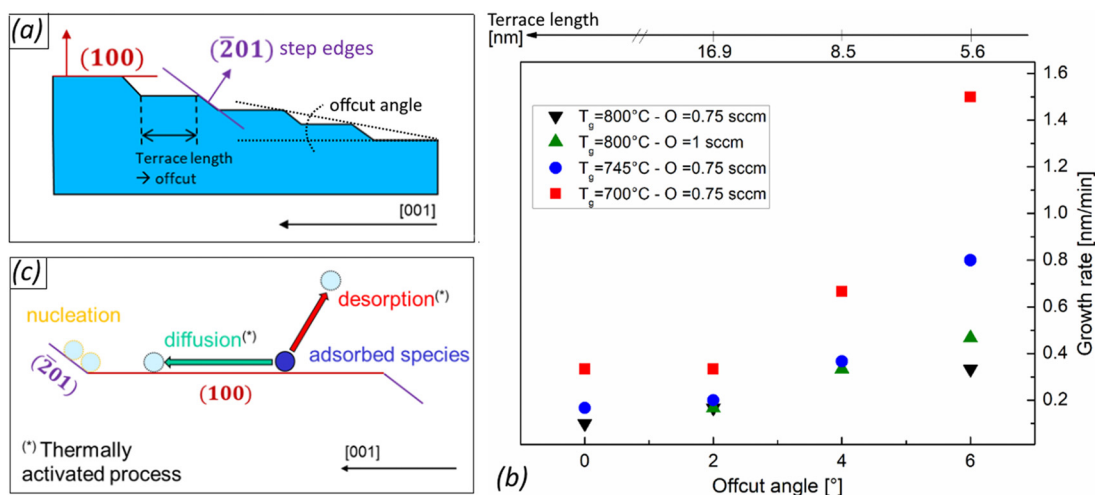 (a)
(100)
(2̅01) step edges
offcut angle
Terrace length
→ offcut
[001]
(c)
nucleation
desorption(*)
diffusion(*)
adsorbed species
(2̅01)
(100)
(*) Thermally
activated process
[001]
Terrace length
[nm]
16.9
8.5
5.6
Tg=800°C - O =0.75 sccm
Tg=800°C - O =1 sccm
Tg=745°C - O =0.75 sccm
Tg=700°C - O =0.75 sccm
1.6
1.4
1.2
1.0
0.8
0.6
0.4
0.2
Growth rate [nm/min]
0
2
4
6
(b)
Offcut angle [°]